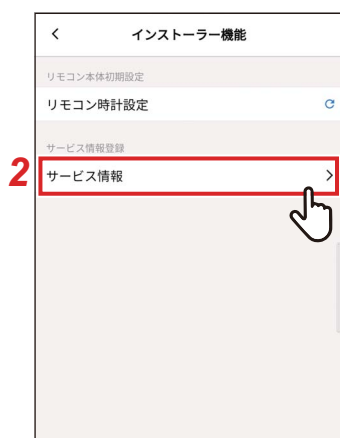 インストーラー機能
リモコン本体初期設定
リモコン時計設定
サービス情報登録
2
サービス情報